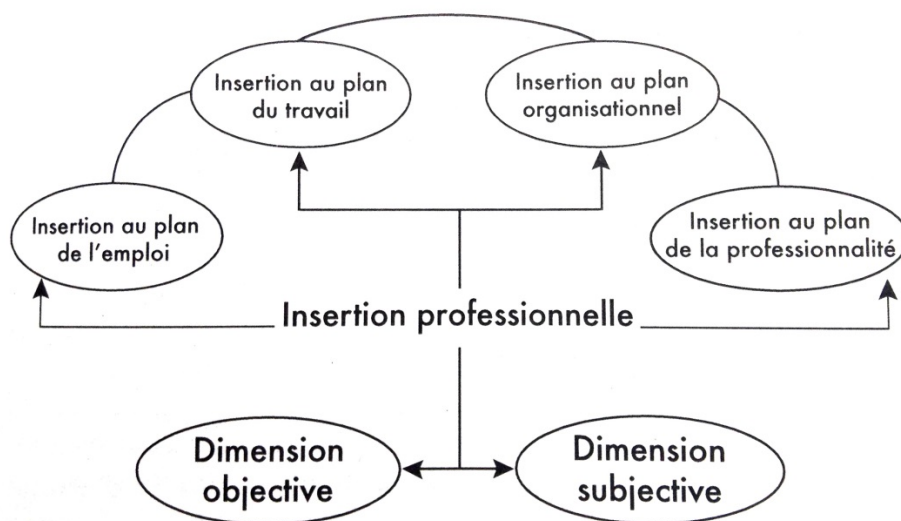 Insertion au plan
du travail
Insertion au plan
organisationnel
Insertion au plan
de l'emploi
Insertion au plan
de la professionnalité
Insertion professionnelle
Dimension
objective
Dimension
subjective